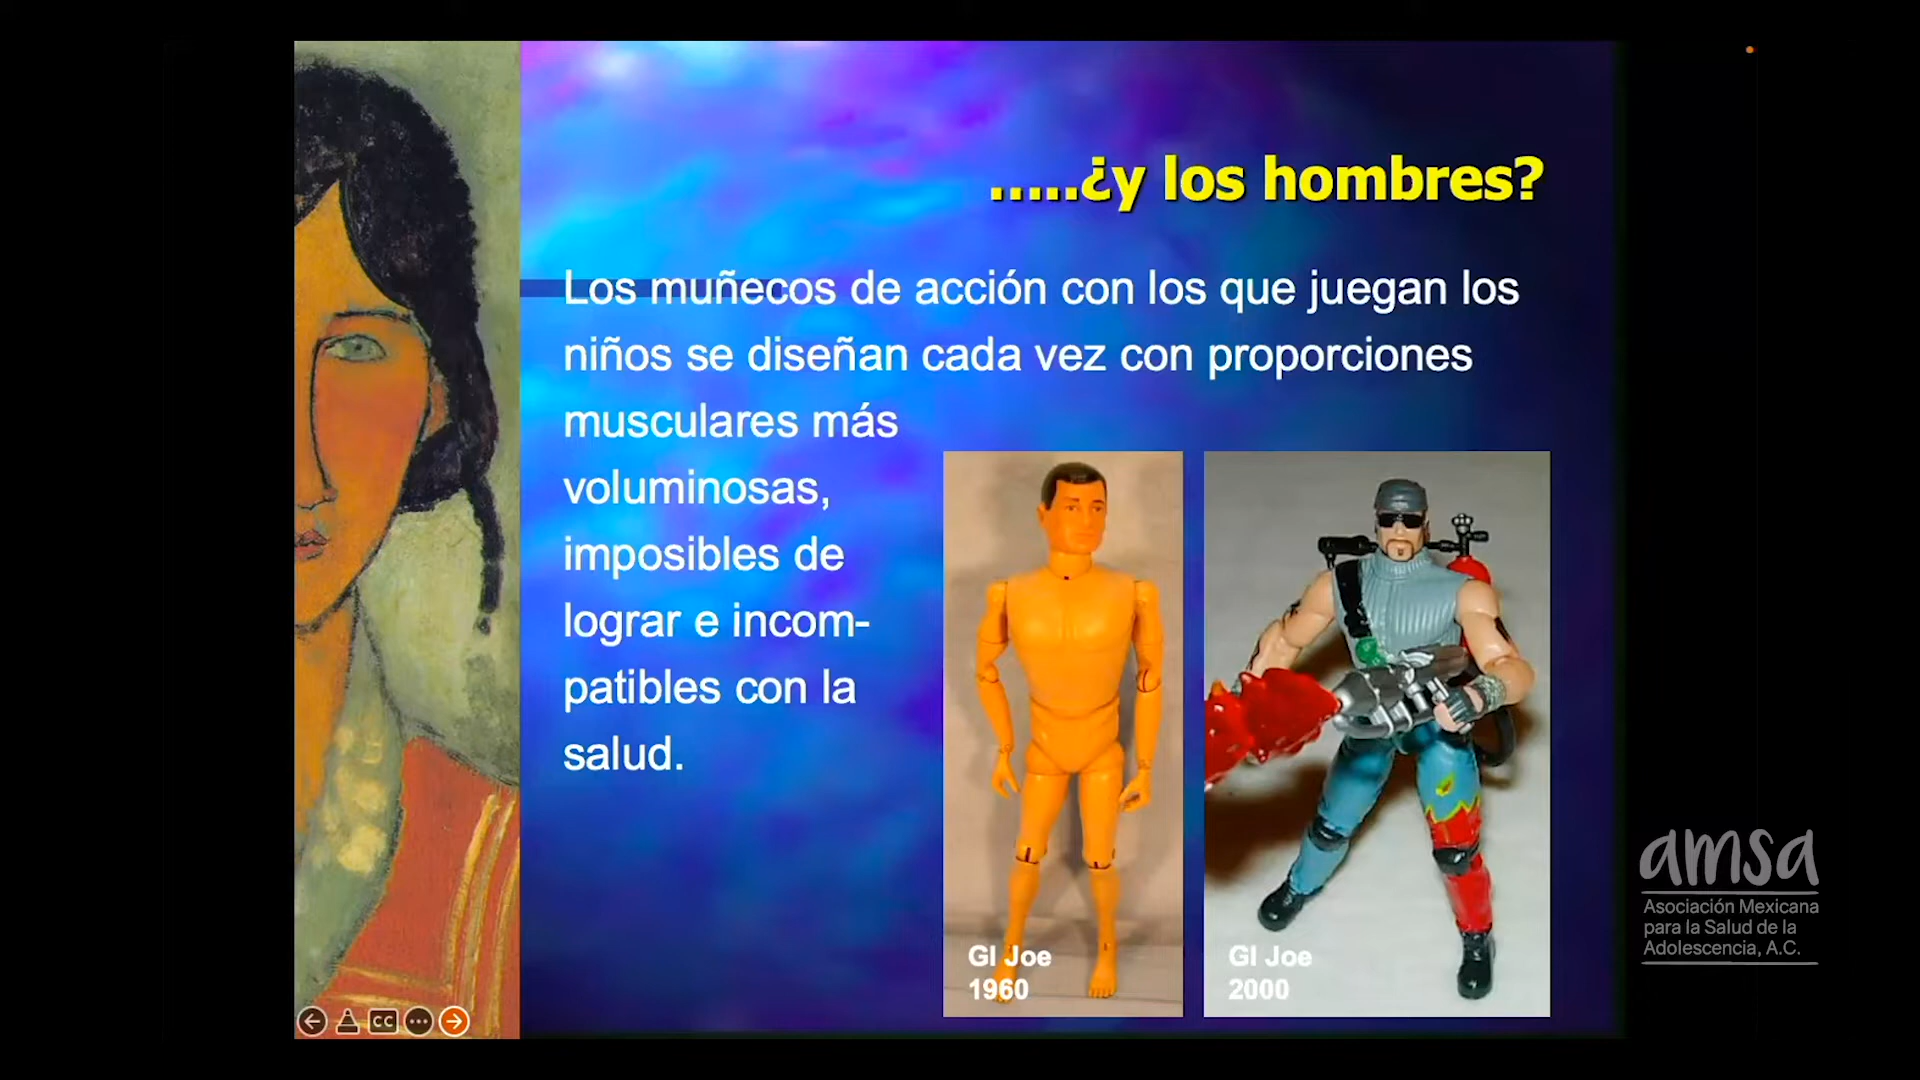 .....¿y los hombres?
Los muñecos de acción con los que juegan los
niños se diseñan cada vez con proporciones
musculares más
voluminosas,
imposibles de
lograr e incom-
patibles con la
salud.
GI Joe
1960
GI Joe
2000
amsa
Asociación Mexicana
para la Salud de la
Adolescencia, A.C.
CC